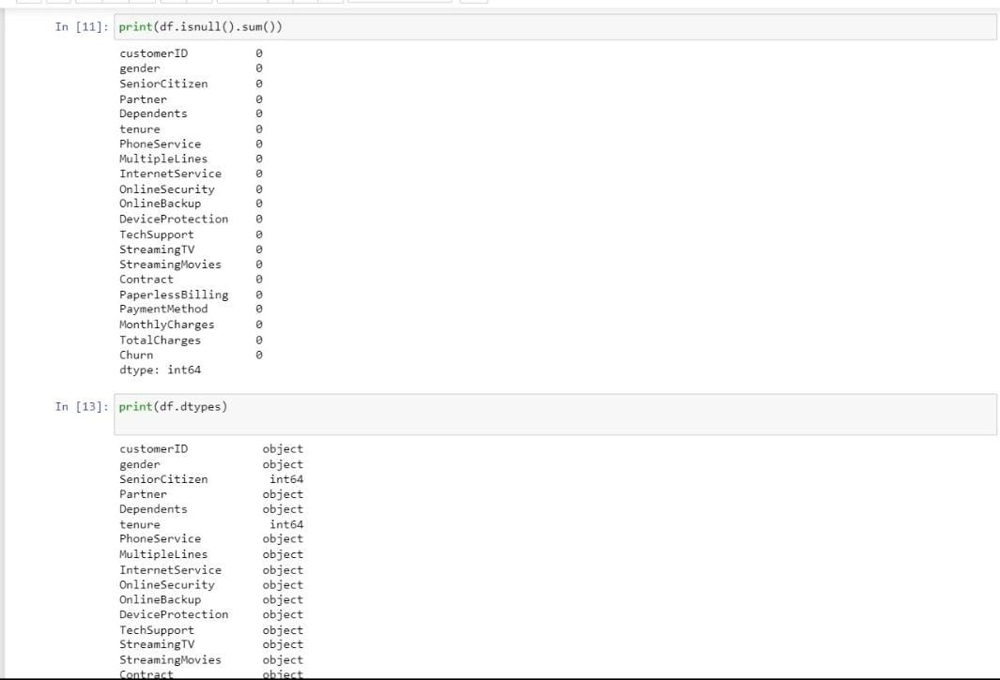 In [11]: print(df.isnull().sum())
customerID 0
gender 0
SeniorCitizen 0
Partner 0
Dependents 0
tenure 0
PhoneService 0
MultipleLines 0
InternetService 0
OnlineSecurity 0
OnlineBackup 0
DeviceProtection 0
TechSupport 0
StreamingTV 0
StreamingMovies 0
Contract 0
PaperlessBilling 0
PaymentMethod 0
MonthlyCharges 0
TotalCharges 0
Churn 0
dtype: int64
In [13]: print(df.dtypes)
customerID object
gender object
SeniorCitizen int64
Partner object
Dependents object
tenure int64
PhoneService object
MultipleLines object
InternetService object
OnlineSecurity object
OnlineBackup object
DeviceProtection object
TechSupport object
StreamingTV object
StreamingMovies object
Contract object